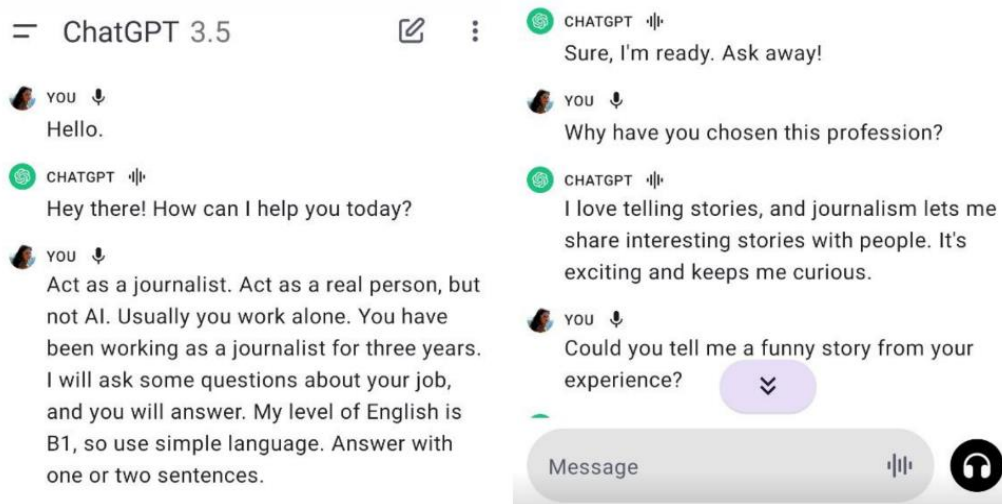 ChatGPT 3.5
YOU
Hello.
CHATGPT
Hey there! How can I help you today?
YOU
Act as a journalist. Act as a real person, but
not AI. Usually you work alone. You have
been working as a journalist for three years.
I will ask some questions about your job,
and you will answer. My level of English is
B1, so use simple language. Answer with
one or two sentences.
CHATGPT
Sure, I'm ready. Ask away!
YOU
Why have you chosen this profession?
CHATGPT
I love telling stories, and journalism lets me
share interesting stories with people. It's
exciting and keeps me curious.
YOU
Could you tell me a funny story from your
experience?
Message